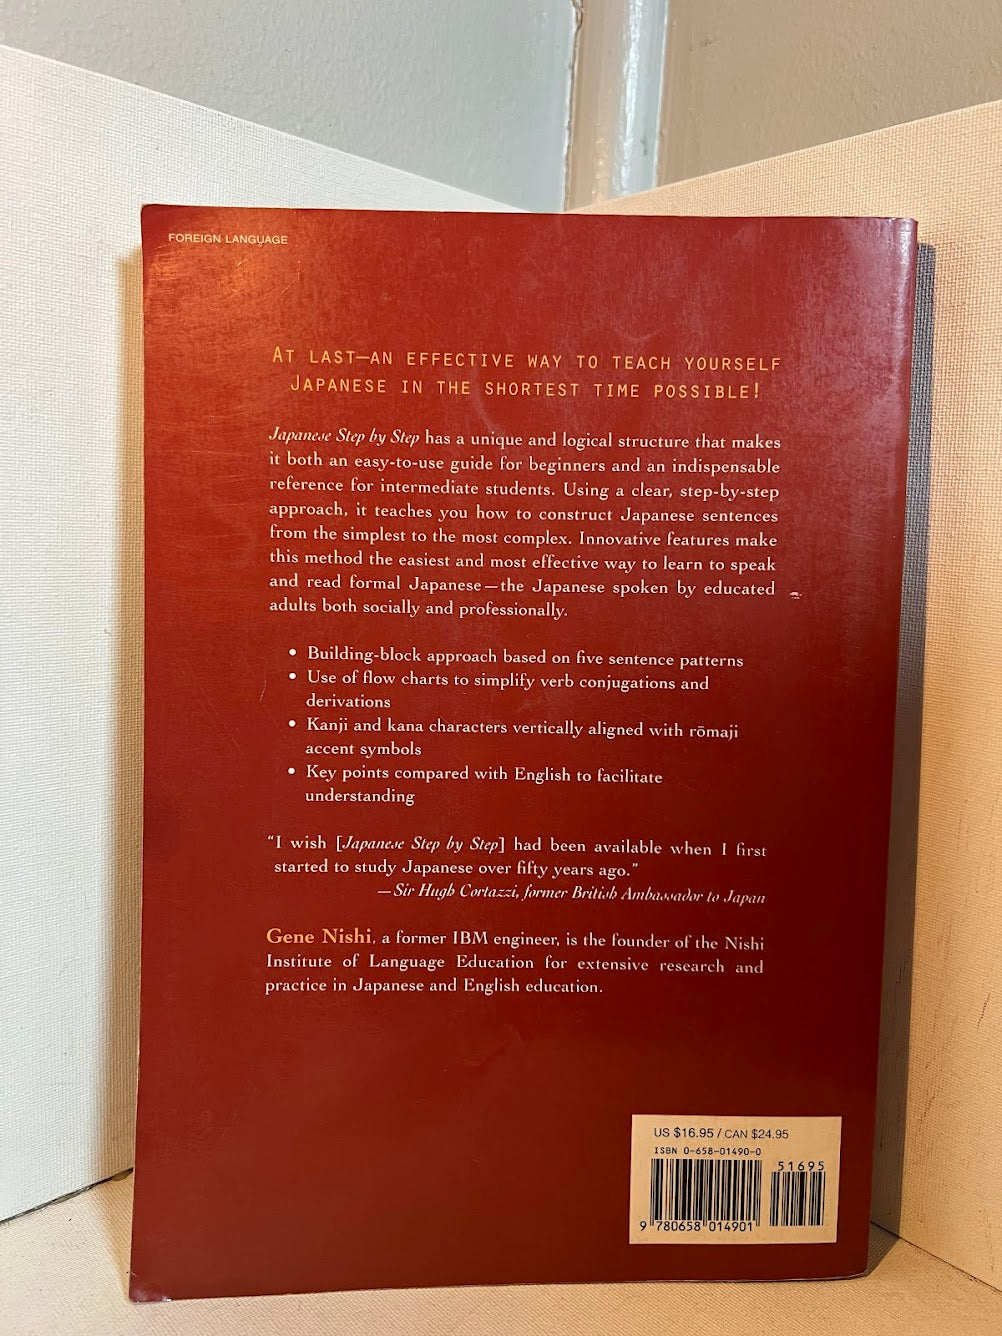 FOREIGN LANGUAGE
AT LAST—AN EFFECTIVE WAY TO TEACH YOURSELF
JAPANESE IN THE SHORTEST TIME POSSIBLE!
Japanese Step by Step has a unique and logical structure that makes
it both an easy-to-use guide for beginners and an indispensable
reference for intermediate students. Using a clear, step-by-step
approach, it teaches you how to construct Japanese sentences
from the simplest to the most complex. Innovative features make
this method the easiest and most effective way to learn to speak
and read formal Japanese—the Japanese spoken by educated
adults both socially and professionally.
• Building-block approach based on five sentence patterns
• Use of flow charts to simplify verb conjugations and
derivations
• Kanji and kana characters vertically aligned with rōmaji
accent symbols
• Key points compared with English to facilitate
understanding
“I wish [Japanese Step by Step] had been available when I first
started to study Japanese over fifty years ago.”
—Sir Hugh Cortazzi, former British Ambassador to Japan
Gene Nishi, a former IBM engineer, is the founder of the Nishi
Institute of Language Education for extensive research and
practice in Japanese and English education.
US $16.95 / CAN $24.95
ISBN 0-658-01490-0
51695
9 780658 014901